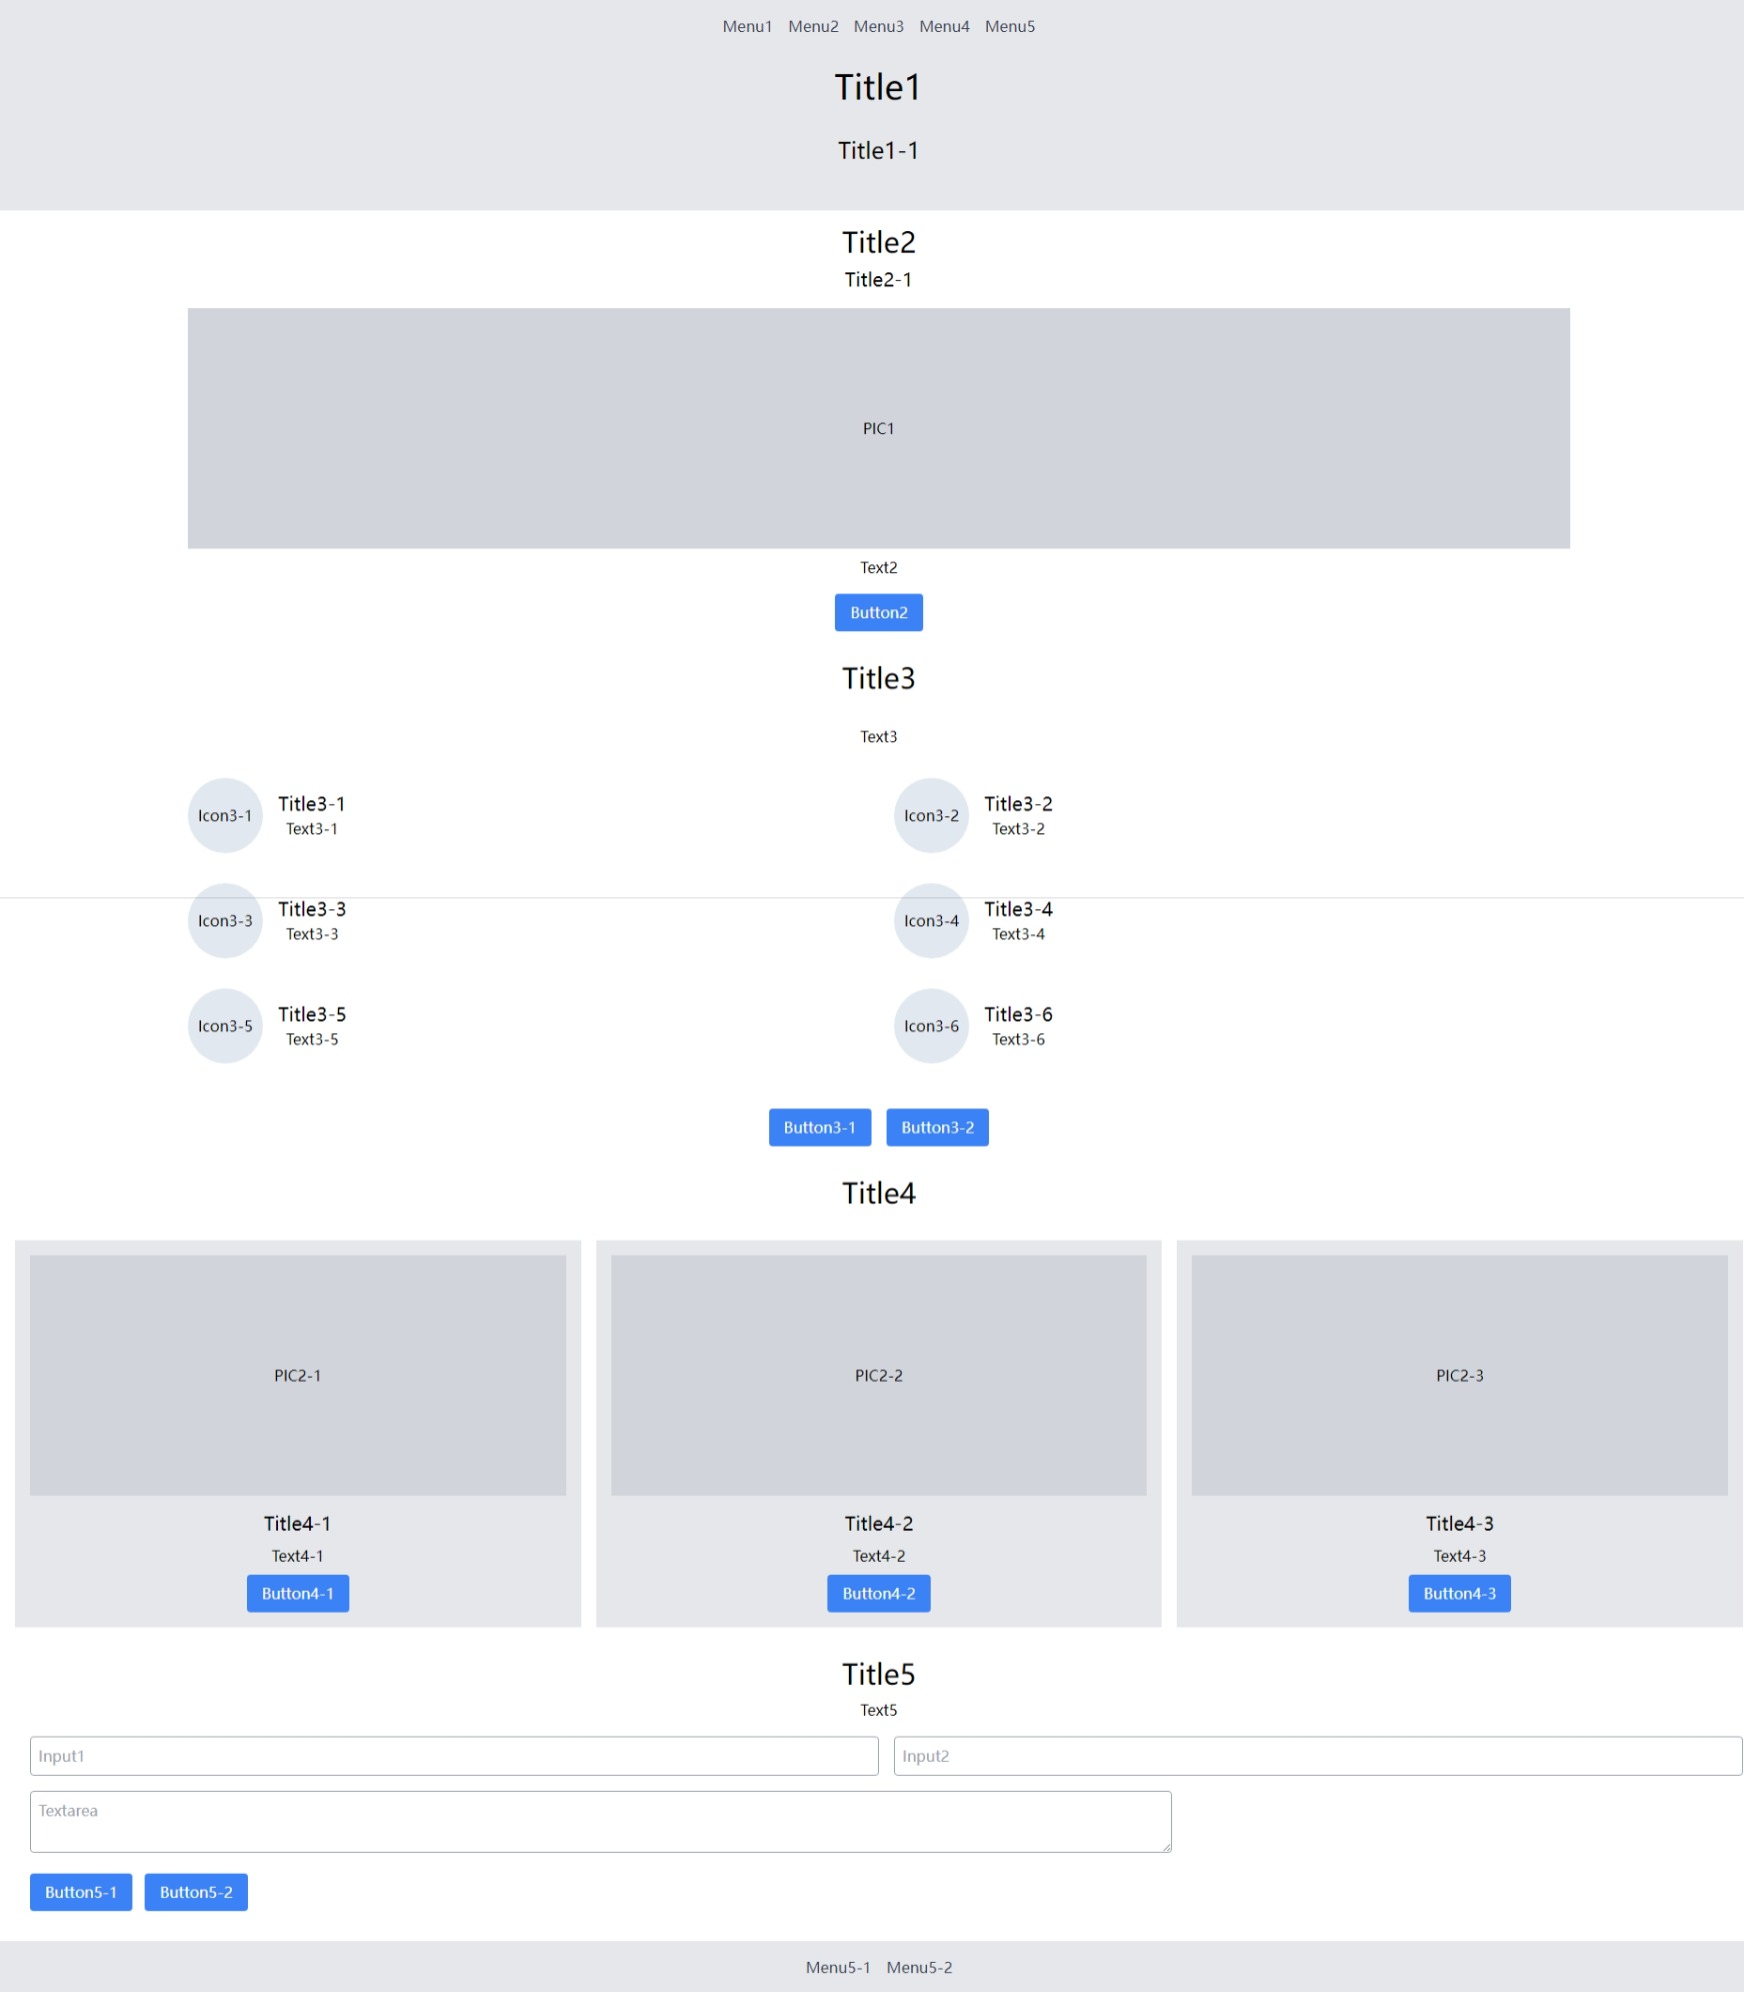 Menu1 Menu2 Menu3 Menu4 Menu5
Title1
Title1-1
Title2
Title2-1
PIC1
Text2
Button2
Title3
Text3
Icon3-1
Title3-1
Text3-1
Icon3-2
Title3-2
Text3-2
Icon3-3
Title3-3
Text3-3
Icon3-4
Title3-4
Text3-4
Icon3-5
Title3-5
Text3-5
Icon3-6
Title3-6
Text3-6
Button3-1 Button3-2
Title4
PIC2-1
Title4-1
Text4-1
Button4-1
PIC2-2
Title4-2
Text4-2
Button4-2
PIC2-3
Title4-3
Text4-3
Button4-3
Title5
Text5
Input1
Input2
Textarea
Button5-1 Button5-2
Menu5-1 Menu5-2